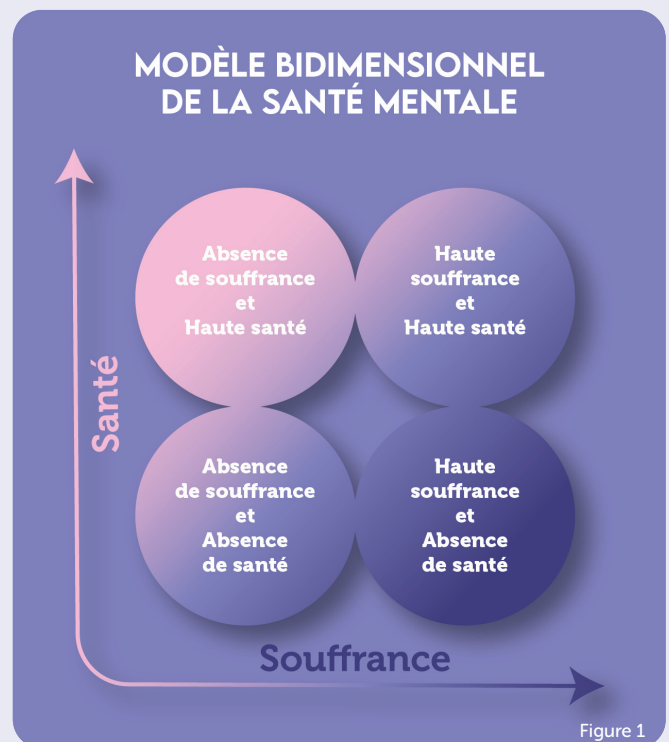 MODÈLE BIDIMENSIONNEL
DE LA SANTÉ MENTALE
Absence
de souffrance
et
Haute santé
Haute
souffrance
et
Haute santé
Santé
Absence
de souffrance
et
Absence
de santé
Haute
souffrance
et
Absence
de santé
Souffrance
Figure 1